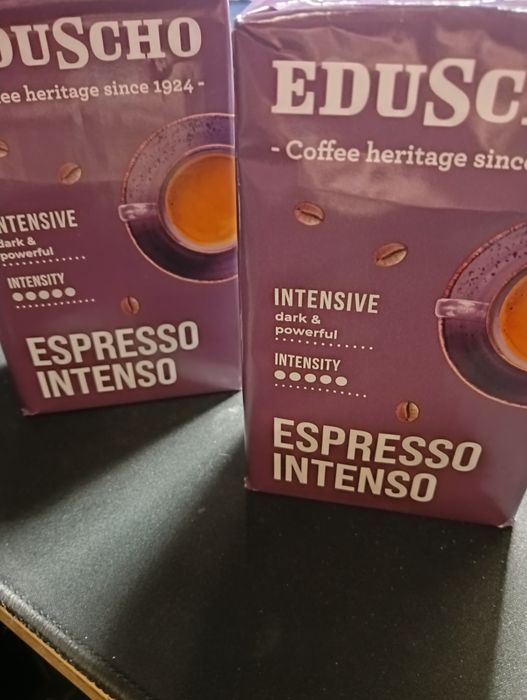 DUSCHO
ee heritage since 1924 -
NTENSIVE
dark &
powerful
INTENSITY
ESPRESSO
INTENSO
EDUSC
- Coffee heritage since
INTENSIVE
dark &
powerful
INTENSITY
ESPRESSO
INTENSO